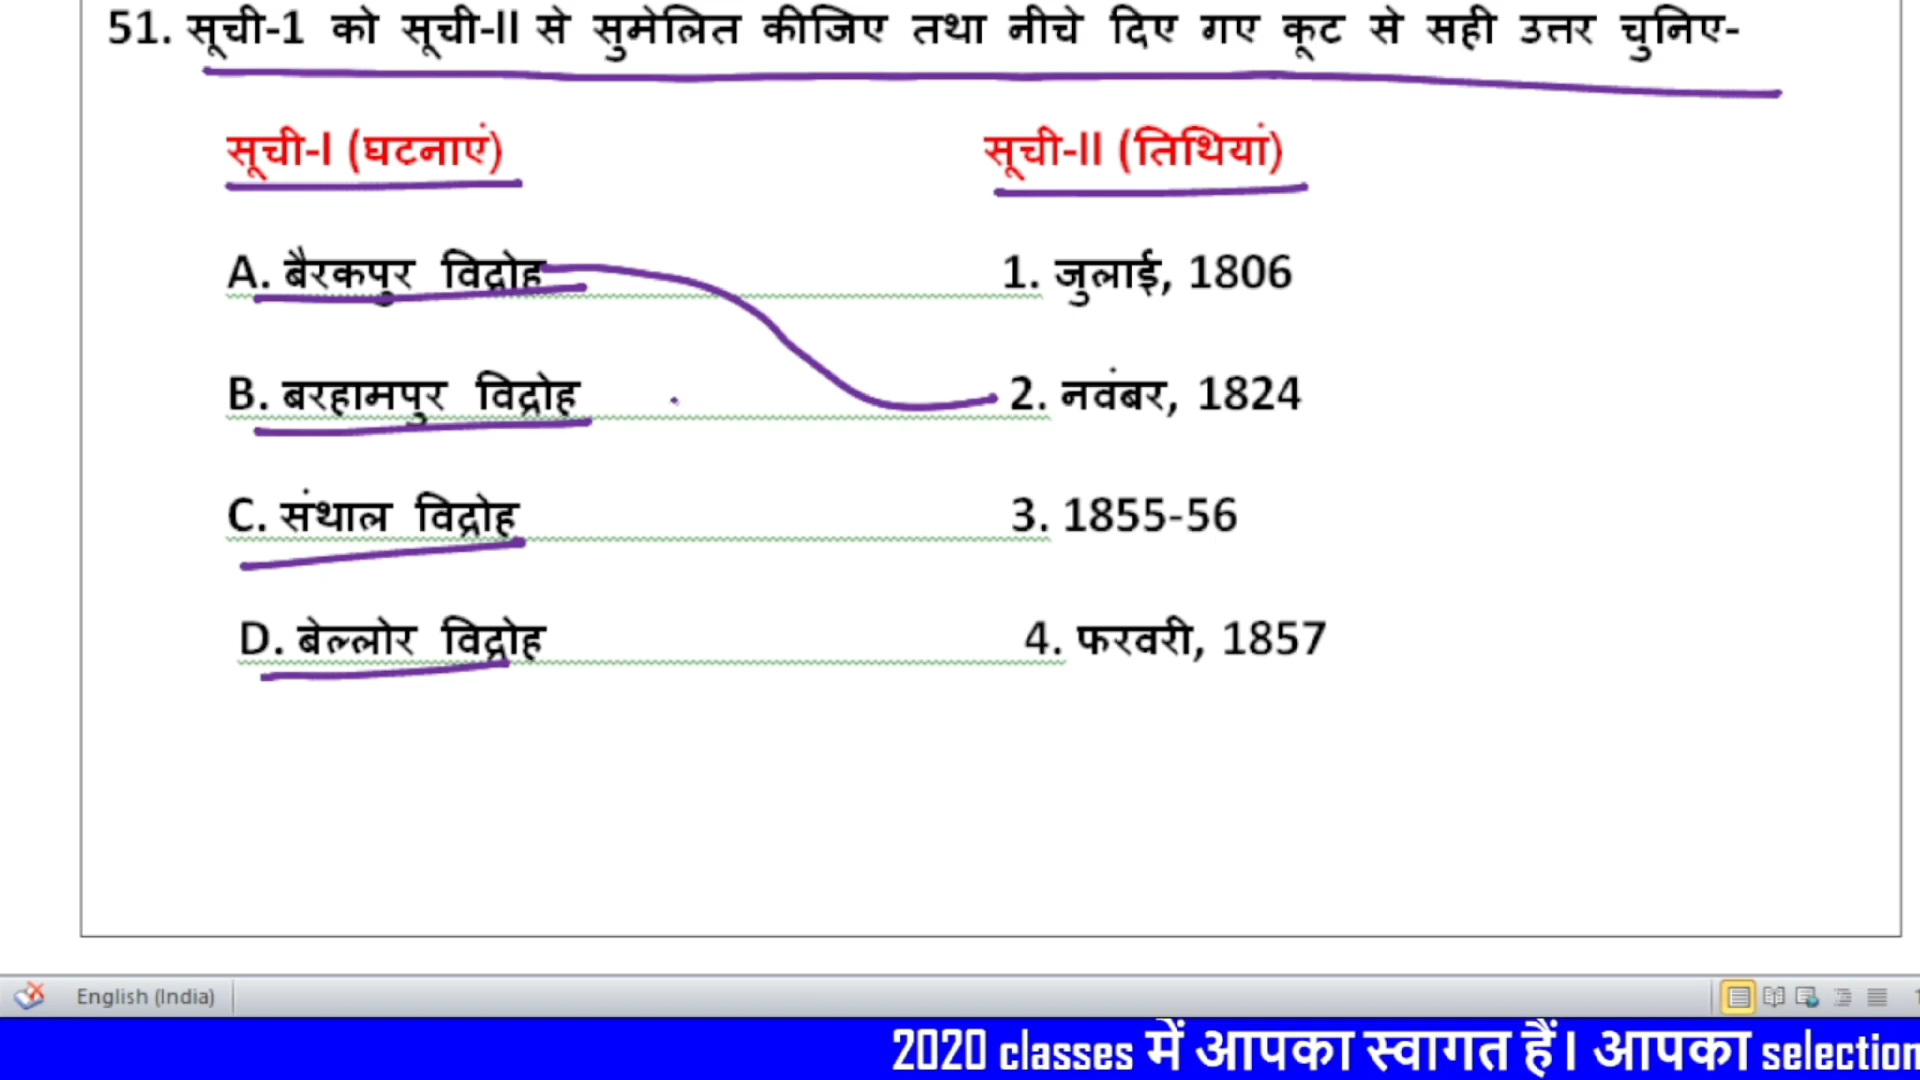 51. सूची-1 को सूची-II से सुमेलित कीजिए तथा नीचे दिए गए कूट से सही उत्तर चुनिए-
सूची-I (घटनाएं) सूची-II (तिथियां)
A. बैरकपुर विद्रोह 1. जुलाई, 1806
B. बरहामपुर विद्रोह 2. नवंबर, 1824
C. संथाल विद्रोह 3. 1855-56
D. बेल्लोर विद्रोह 4. फरवरी, 1857
English (India)
2020 classes में आपका स्वागत हैं। आपका selection